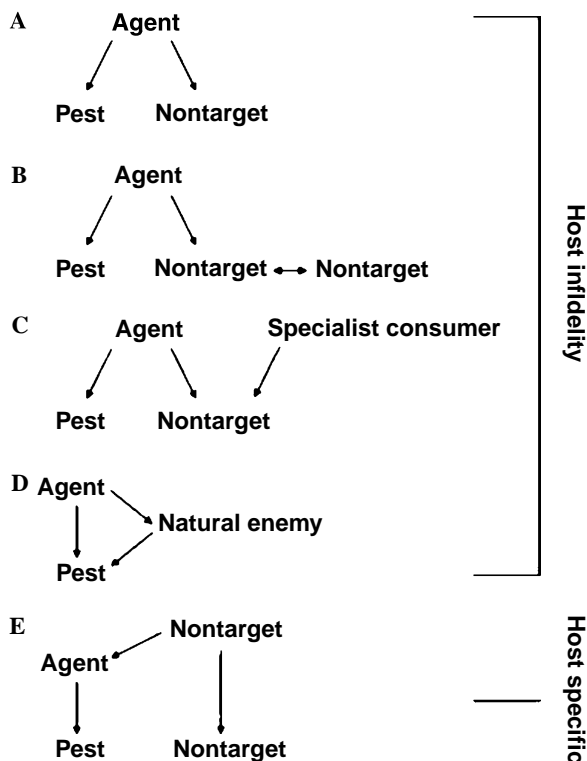 A
Agent
Pest Nontarget
B
Agent
Pest Nontarget Nontarget
C
Agent Specialist consumer
Pest Nontarget
D
Agent
Natural enemy
Pest
E
Nontarget
Agent
Pest Nontarget
Host infidelity
Host specific